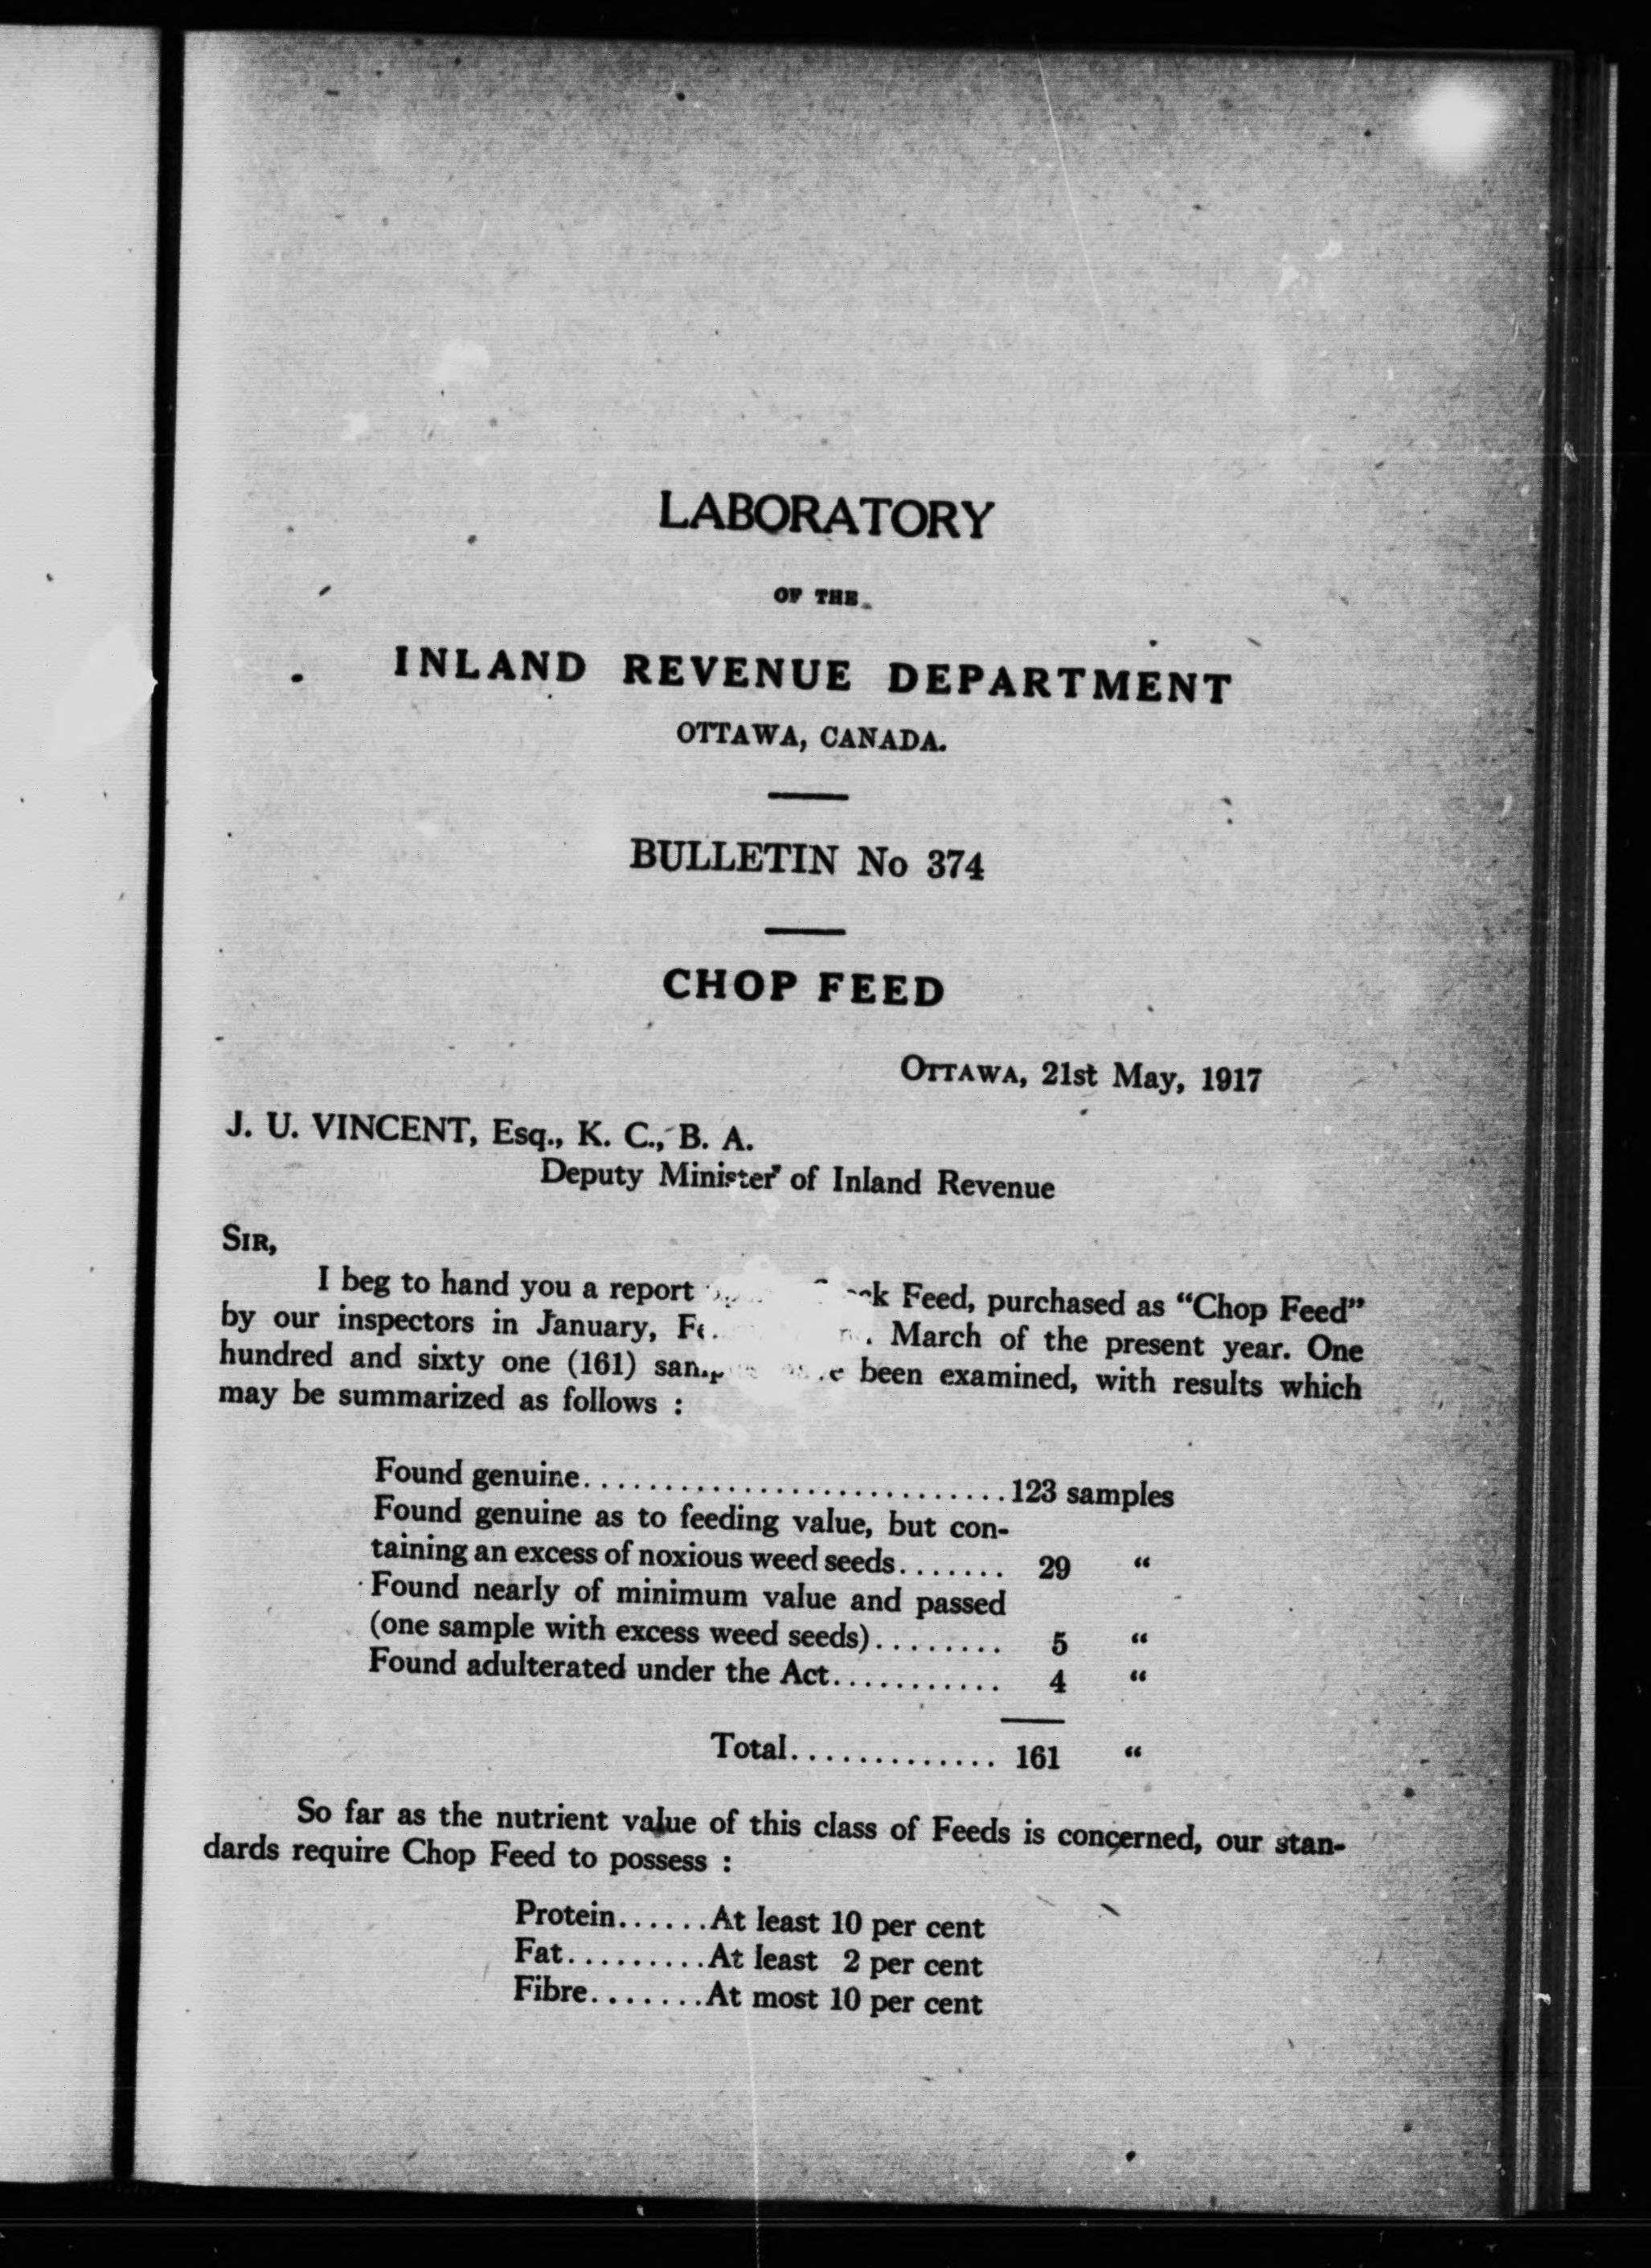 LABORATORY
OF THE
INLAND REVENUE DEPARTMENT
OTTAWA, CANADA.
BULLETIN No 374
CHOP FEED
OTTAWA, 21st May, 1917
J. U. VINCENT, Esq., K. C., B. A.
Deputy Minister of Inland Revenue
SIR,
I beg to hand you a report Feed, purchased as “Chop Feed”
by our inspectors in January, March of the present year. One
hundred and sixty one (161) been examined, with results which
may be summarized as follows :
Found genuine............................123 samples
Found genuine as to feeding value, but con-
taining an excess of noxious weed seeds....... 29 “
Found nearly of minimum value and passed
(one sample with excess weed seeds)........ 5 “
Found adulterated under the Act............ 4 “
Total.............. 161 “
So far as the nutrient value of this class of Feeds is concerned, our stan-
dards require Chop Feed to possess :
Protein......At least 10 per cent
Fat..........At least 2 per cent
Fibre........At most 10 per cent